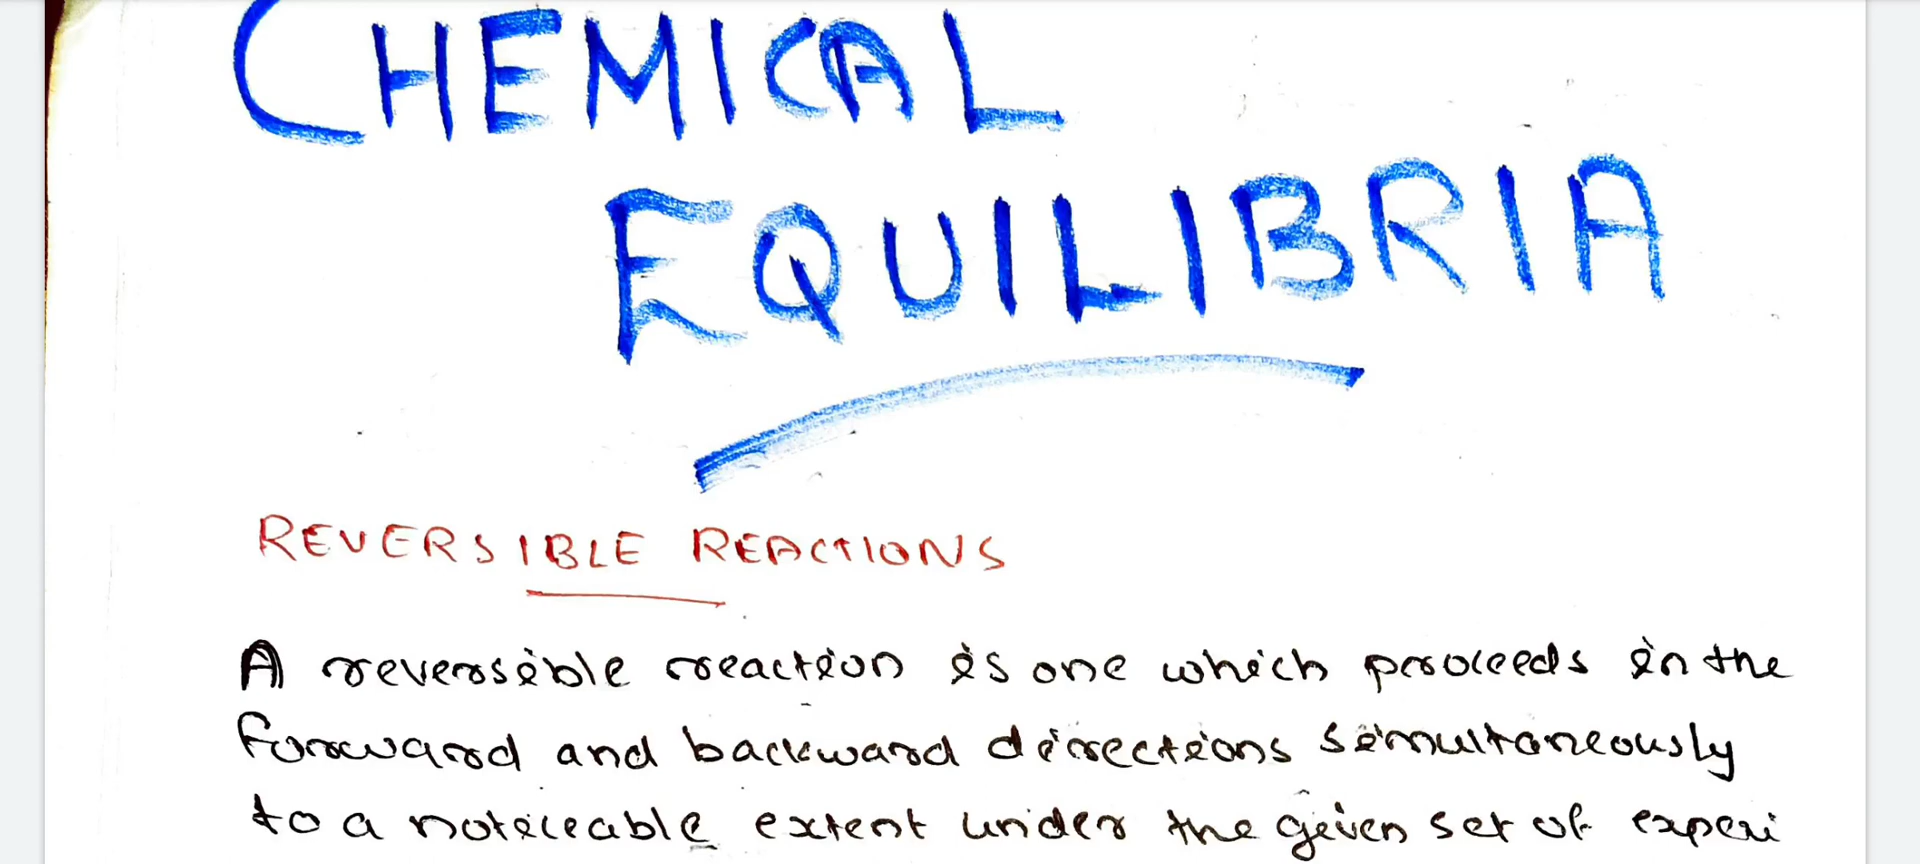 CHEMICAL
EQUILIBRIA
REVERSIBLE REACTIONS
A reversible reaction is one which proceeds in the
forward and backward directions simultaneously
to a noticeable extent under the given set of experi